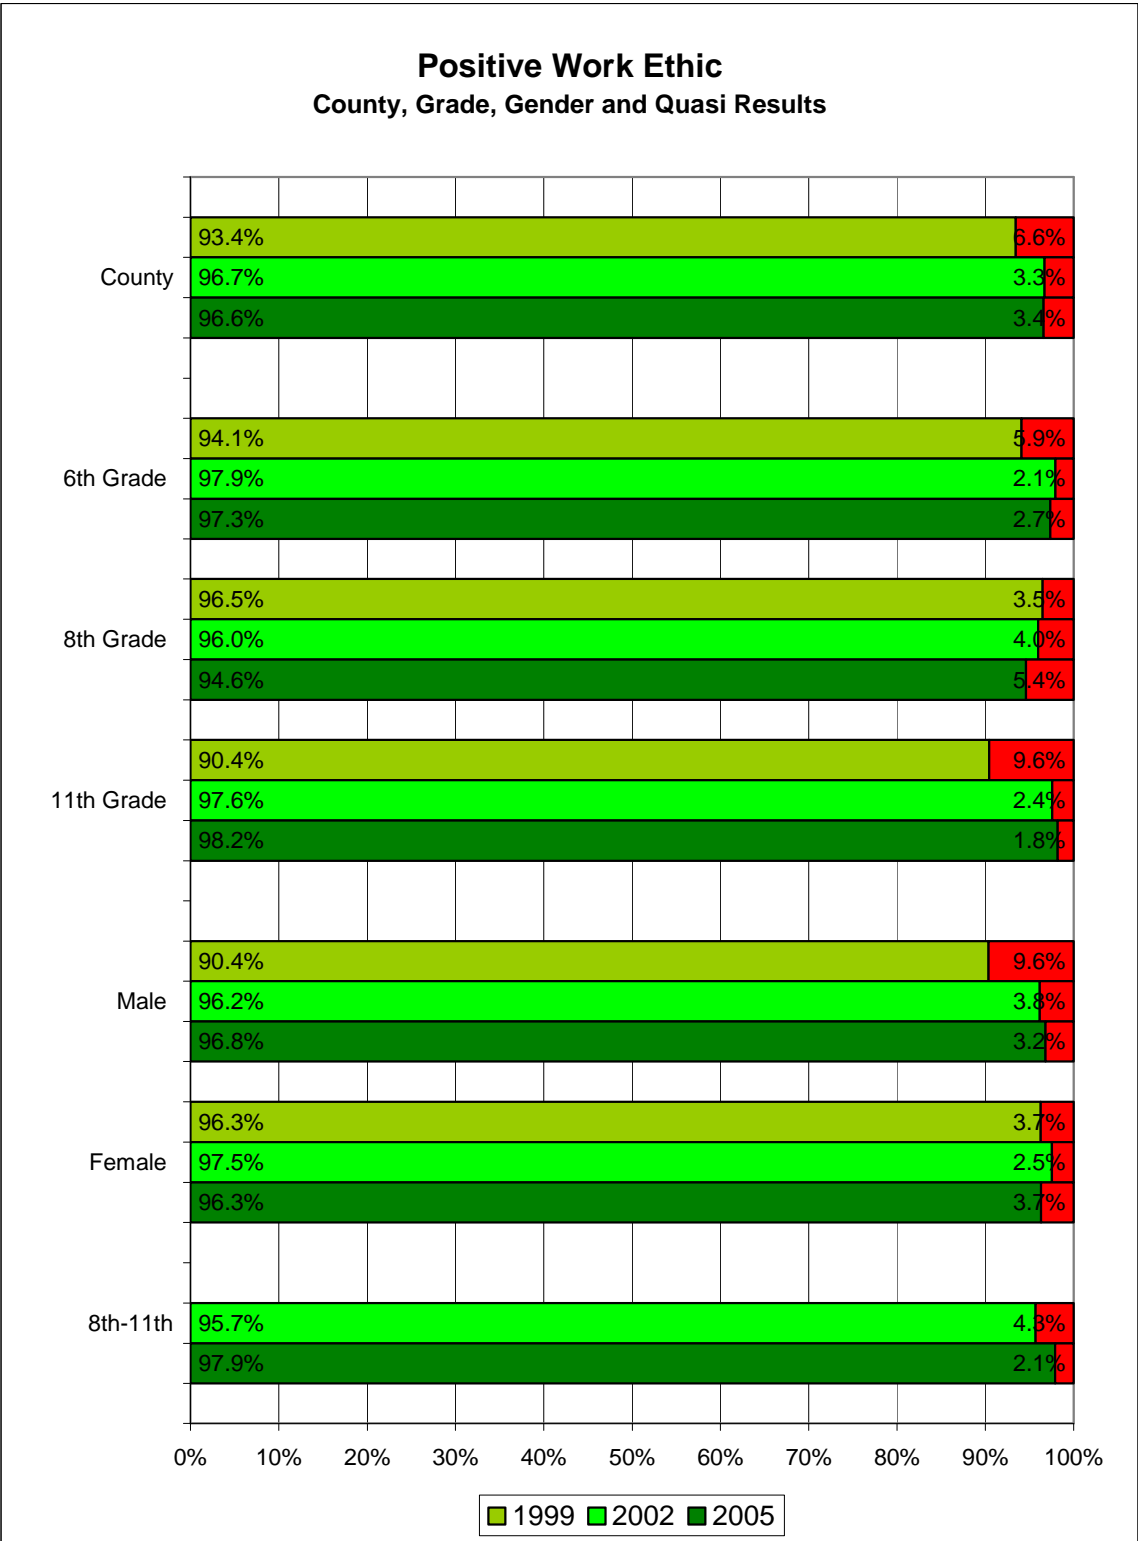 Positive Work Ethic
County, Grade, Gender and Quasi Results
93.4% 6.6%
County 96.7% 3.3%
96.6% 3.4%
94.1% 5.9%
6th Grade 97.9% 2.1%
97.3% 2.7%
96.5% 3.5%
8th Grade 96.0% 4.0%
94.6% 5.4%
90.4% 9.6%
11th Grade 97.6% 2.4%
98.2% 1.8%
90.4% 9.6%
Male 96.2% 3.8%
96.8% 3.2%
96.3% 3.7%
Female 97.5% 2.5%
96.3% 3.7%
8th-11th 95.7% 4.3%
97.9% 2.1%
0% 10% 20% 30% 40% 50% 60% 70% 80% 90% 100%
1999 2002 2005